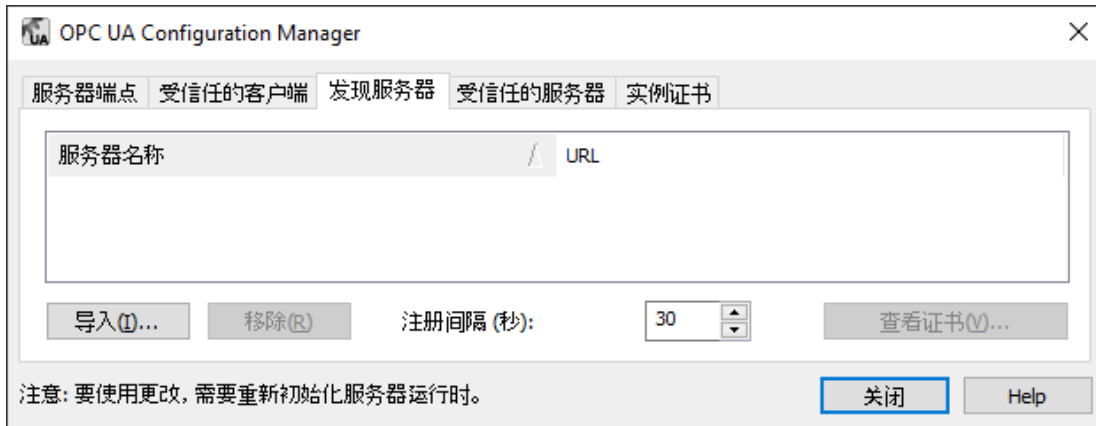 OPC UA Configuration Manager
服务器端点 受信任的客户端 发现服务器 受信任的服务器 实例证书
服务器名称 URL
导入(I)... 移除(R) 注册间隔 (秒): 30 查看证书(V)...
注意: 要使用更改, 需要重新初始化服务器运行时。 关闭 Help